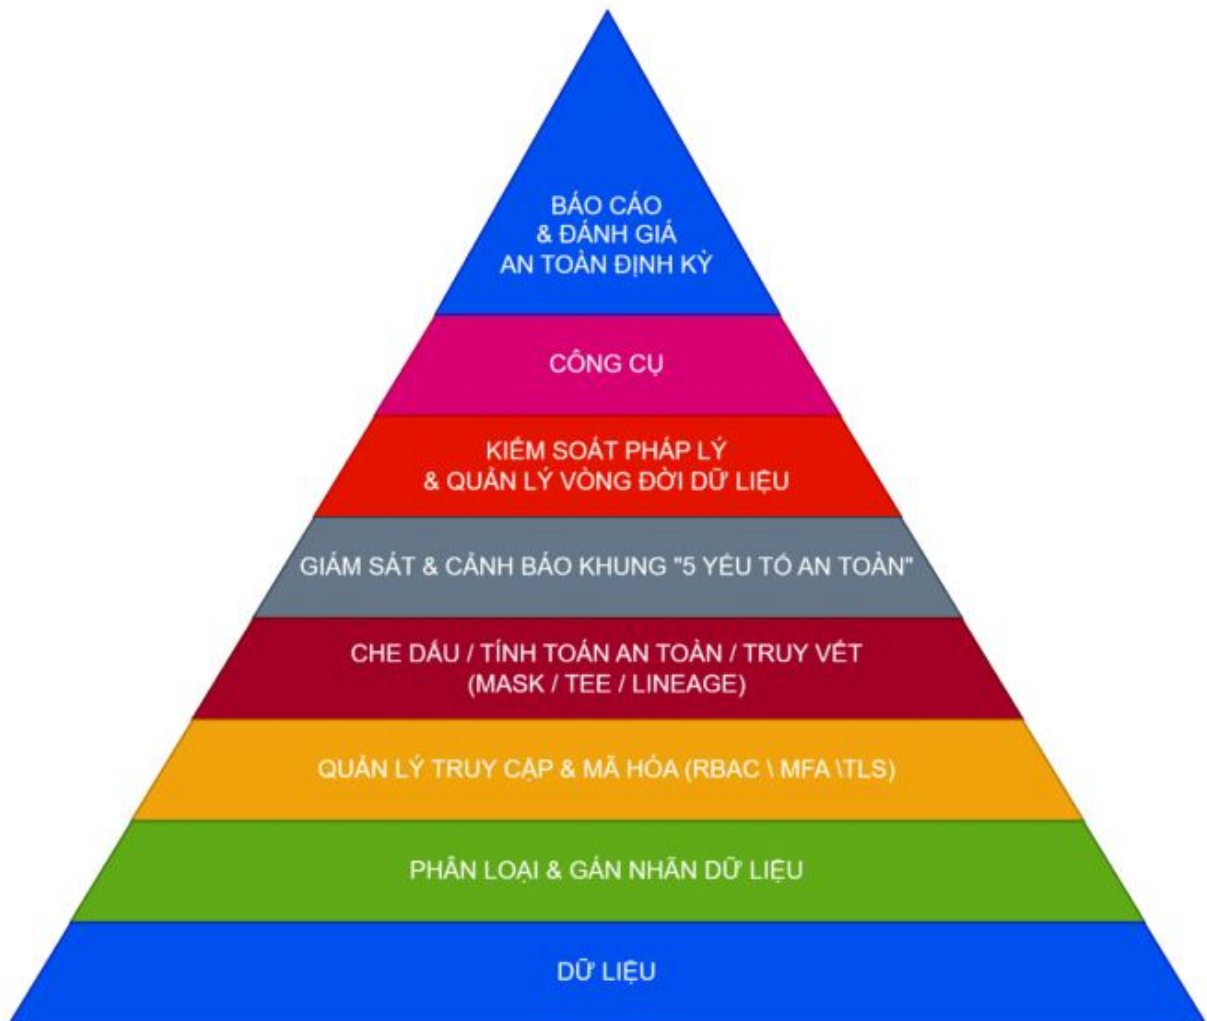 BÁO CÁO
& ĐÁNH GIÁ
AN TOÀN ĐỊNH KỲ
CÔNG CỤ
KIỂM SOÁT PHÁP LÝ
& QUẢN LÝ VÒNG ĐỜI DỮ LIỆU
GIÁM SÁT & CẢNH BÁO KHUNG "5 YẾU TỐ AN TOÀN"
CHE DẤU / TÍNH TOÁN AN TOÀN / TRUY VẾT
(MASK / TEE / LINEAGE)
QUẢN LÝ TRUY CẬP & MÃ HÓA (RBAC \ MFA \TLS)
PHÂN LOẠI & GÁN NHÃN DỮ LIỆU
DỮ LIỆU